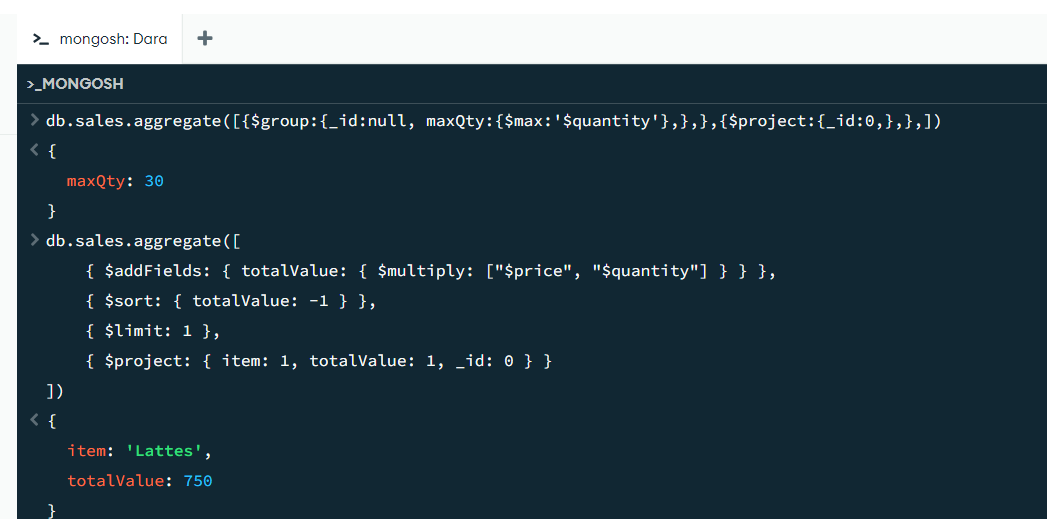 >_ mongosh: Dara +
>_MONGOSH
> db.sales.aggregate([{$group:{_id:null, maxQty:{$max:'$quantity'},},},{$project:{_id:0,},},])
< {
maxQty: 30
}
> db.sales.aggregate([
{ $addFields: { totalValue: { $multiply: ["$price", "$quantity"] } } },
{ $sort: { totalValue: -1 } },
{ $limit: 1 },
{ $project: { item: 1, totalValue: 1, _id: 0 } }
])
< {
item: 'Lattes',
totalValue: 750
}